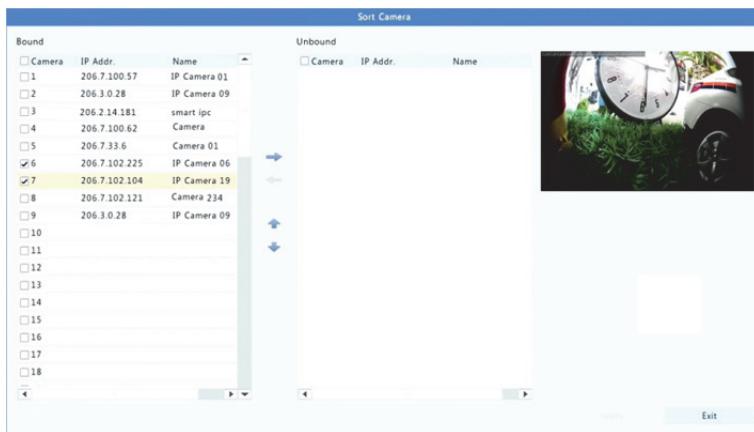 Sort Camera
Bound
Unbound
Camera IP Addr. Name
1 206.7.100.57 IP Camera 01
2 206.3.0.28 IP Camera 09
3 206.2.14.181 smart ipc
4 206.7.100.62 Camera
5 206.7.33.6 Camera 01
6 206.7.102.225 IP Camera 06
7 206.7.102.104 IP Camera 19
8 206.7.102.121 Camera 234
9 206.3.0.28 IP Camera 09
10
11
12
13
14
15
16
17
18
Camera IP Addr. Name
Exit